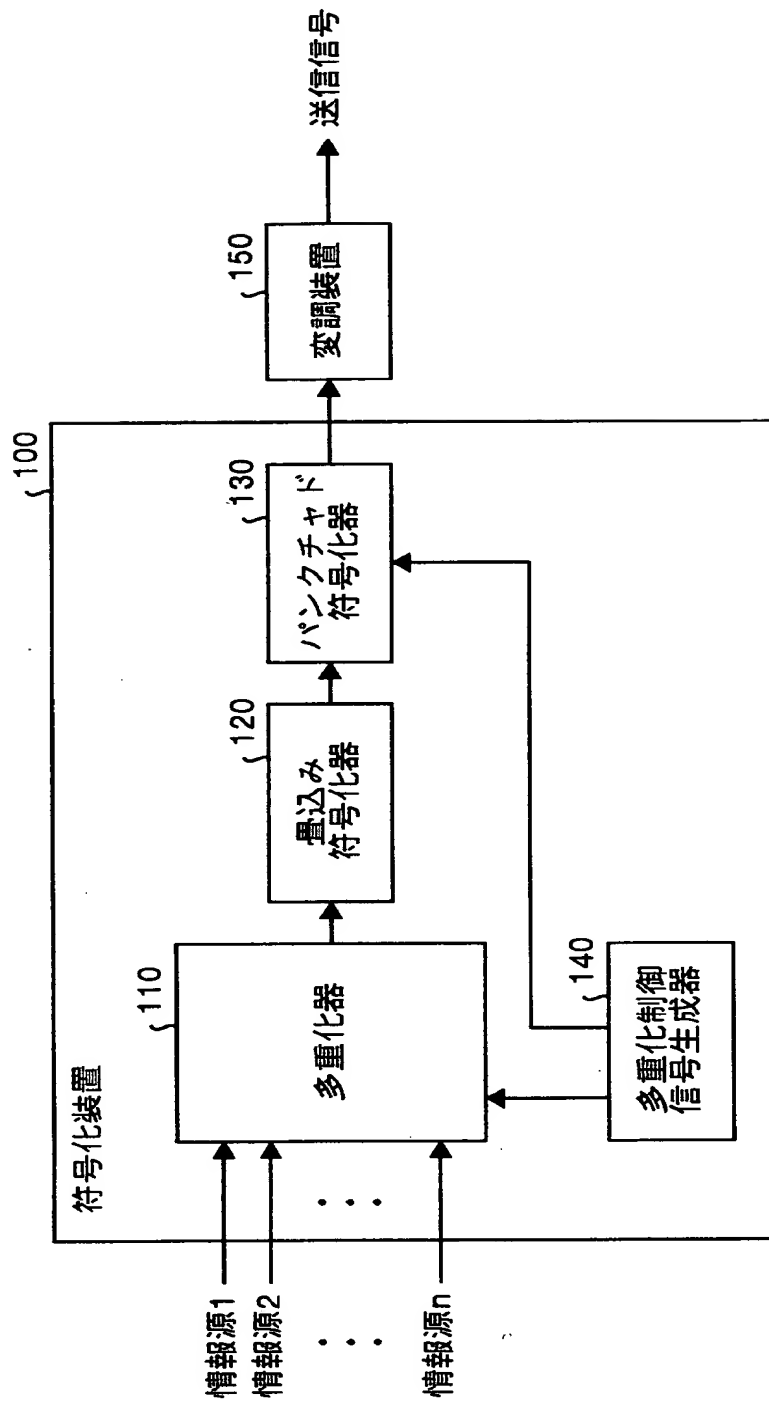 符号化装置
100
情報源1
情報源2
・・・
情報源n
・・・
110
多重化器
120
畳込み
符号化器
130
パンクチャド
符号化器
140
多重化制御
信号生成器
150
変調装置
送信信号